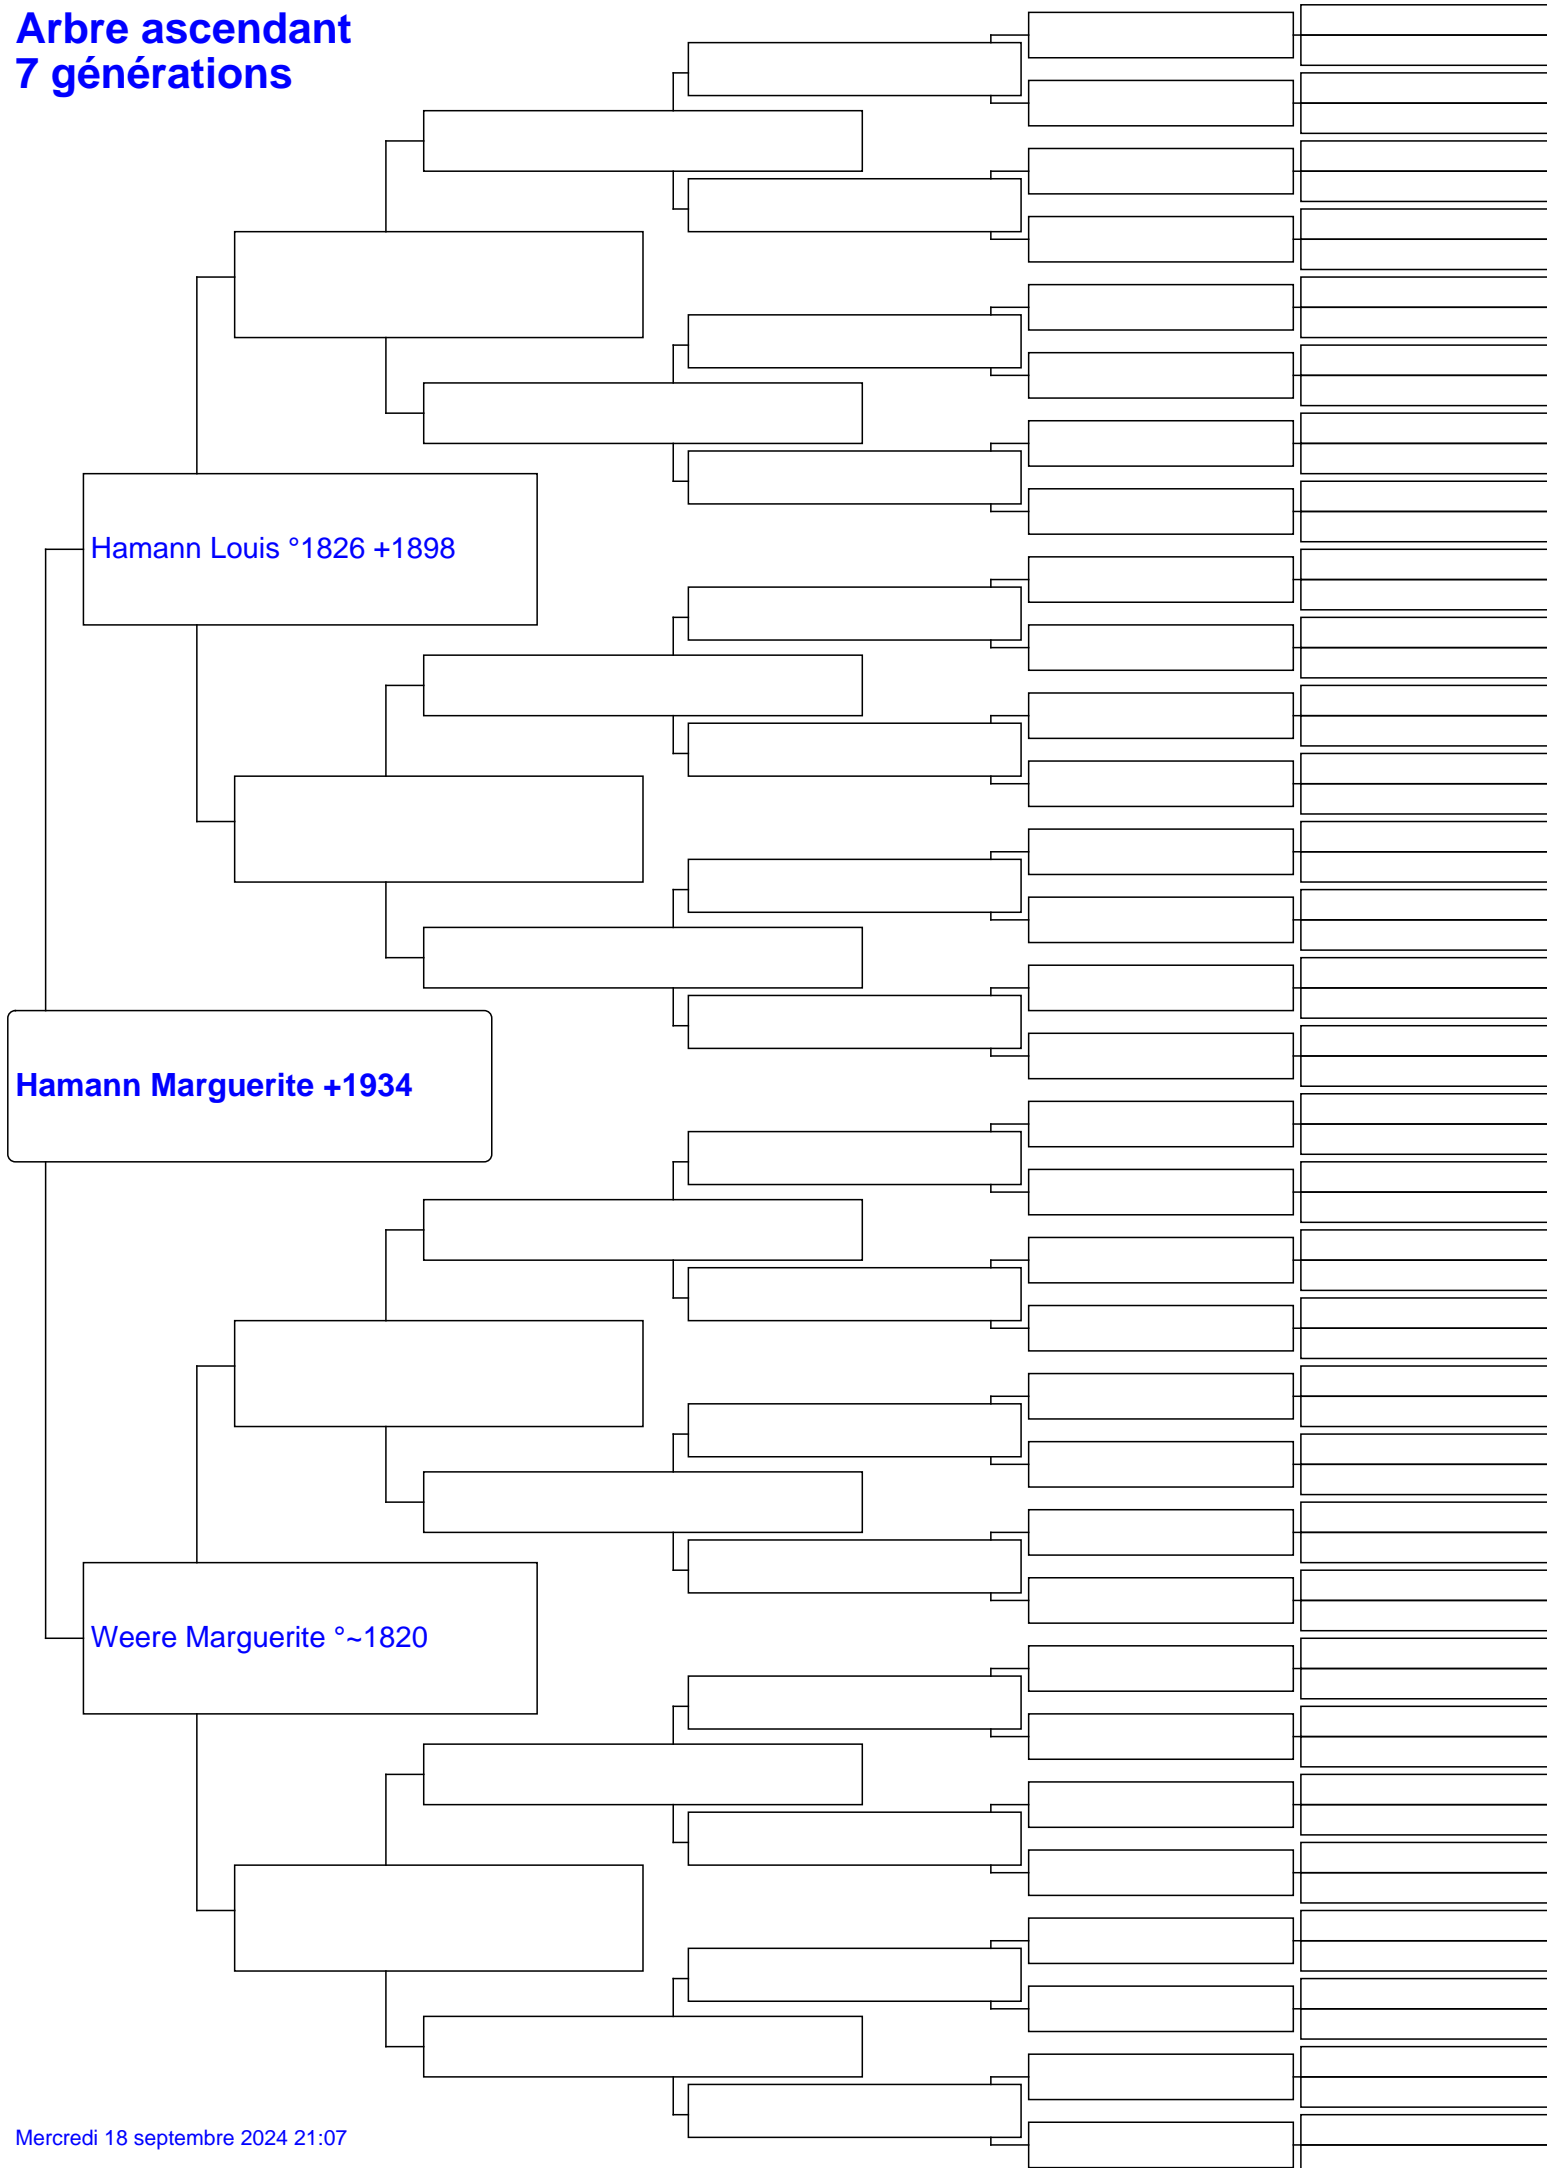 Arbre ascendant
7 générations
Hamann Louis °1826 +1898
Hamann Marguerite +1934
Weere Marguerite °~1820
Mercredi 18 septembre 2024 21:07